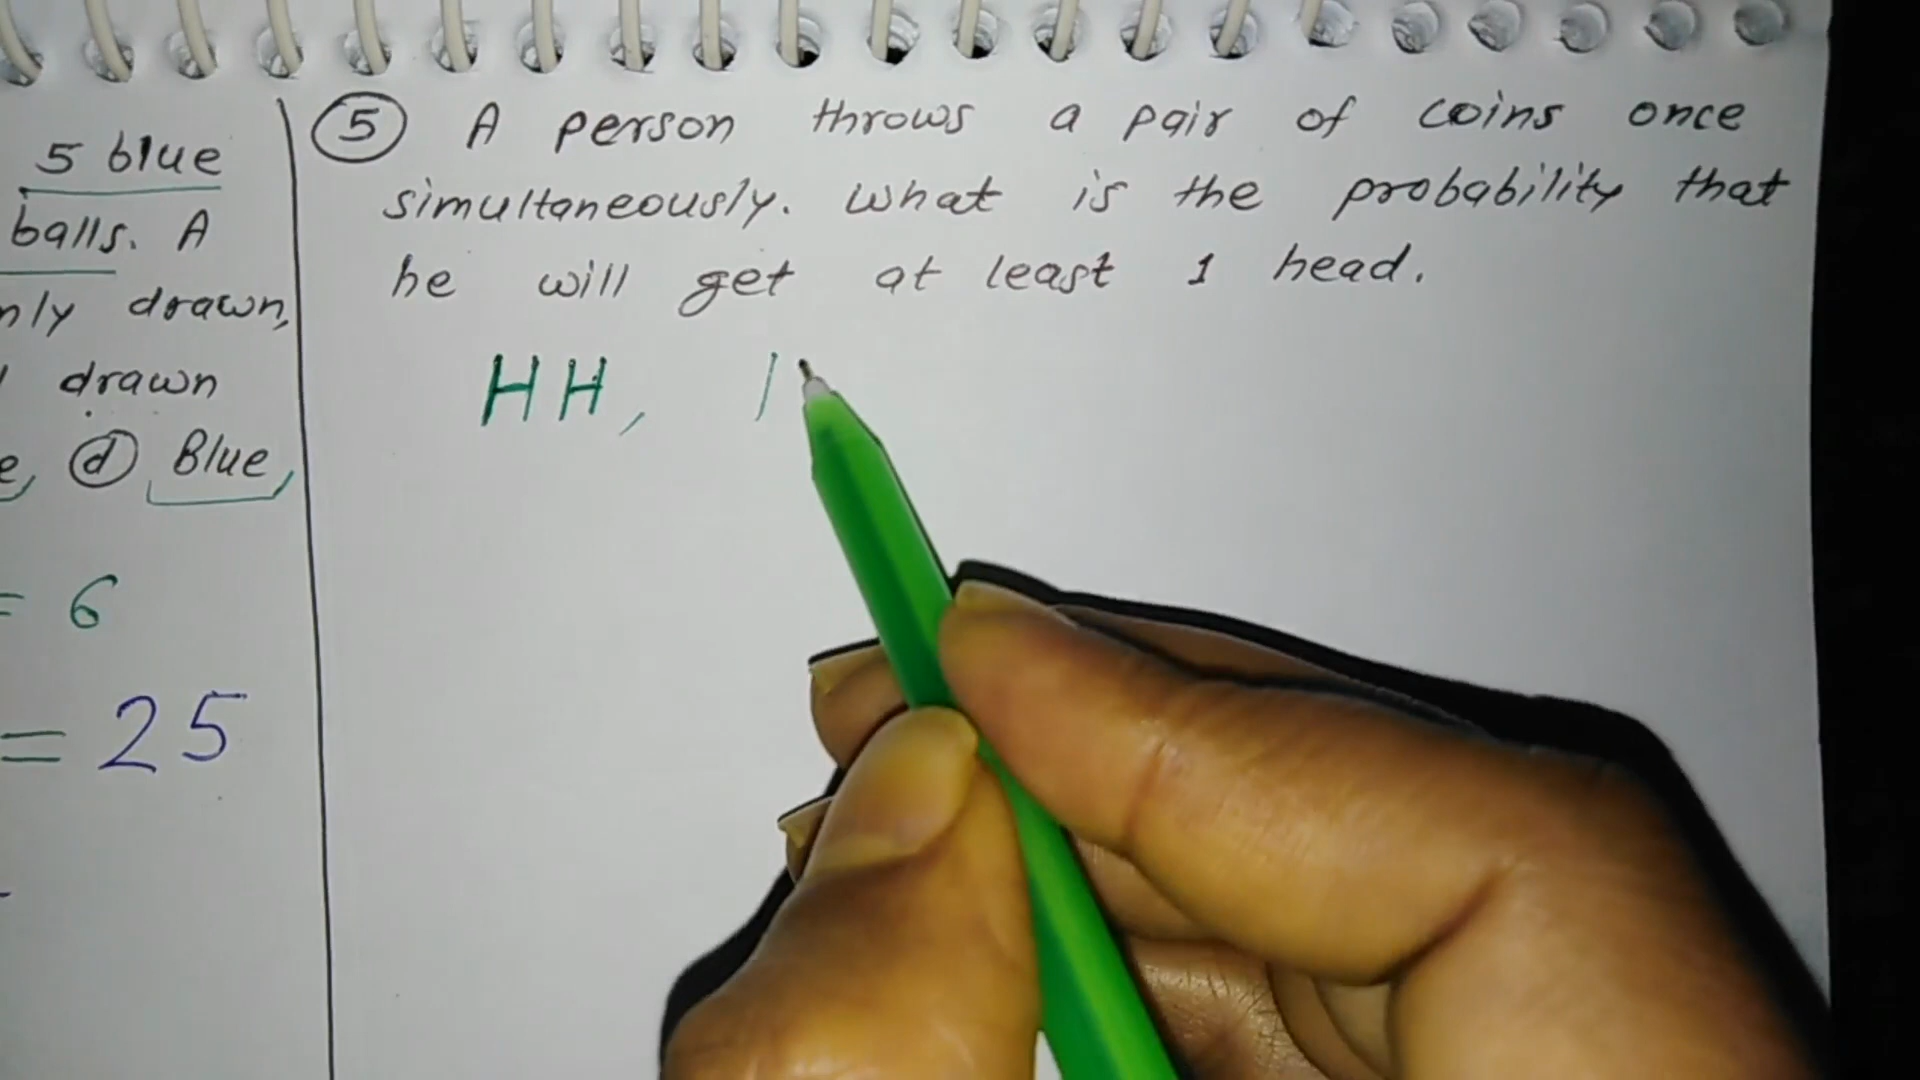 5 blue
balls. A
nly drawn,
drawn
e, (d) Blue,
= 6
= 25
(5) A person throws a pair of coins once
simultaneously. What is the probability that
he will get at least 1 head.
HH,